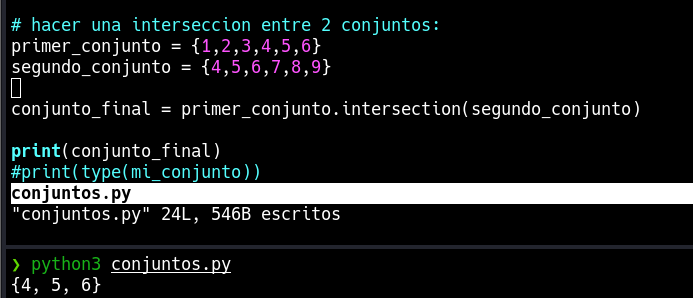 # hacer una interseccion entre 2 conjuntos:
primer_conjunto = {1,2,3,4,5,6}
segundo_conjunto = {4,5,6,7,8,9}
conjunto_final = primer_conjunto.intersection(segundo_conjunto)
print(conjunto_final)
#print(type(mi_conjunto))
conjuntos.py
"conjuntos.py" 24L, 546B escritos
❯ python3 conjuntos.py
{4, 5, 6}